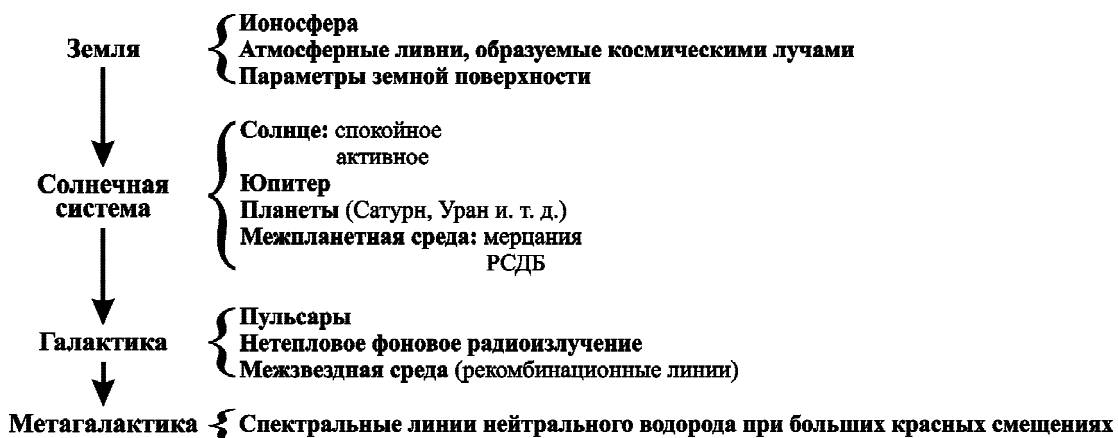 Земля
Ионосфера
Атмосферные ливни, образуемые космическими лучами
Параметры земной поверхности
Солнечная
система
Солнце: спокойное
активное
Юпитер
Планеты (Сатурн, Уран и. т. д.)
Межпланетная среда: мерцания
РСДБ
Галактика
Пульсары
Нетепловое фоновое радиоизлучение
Межзвездная среда (рекомбинационные линии)
Метагалактика
Спектральные линии нейтрального водорода при больших красных смещениях